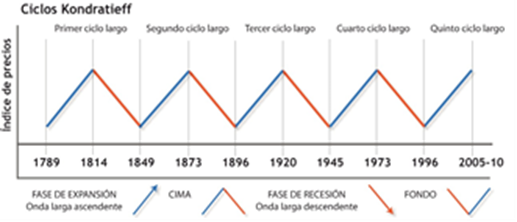 Ciclos Kondratieff
Primer ciclo largo Segundo ciclo largo Tercer ciclo largo Cuarto ciclo largo Quinto ciclo largo
Índice de precios
1789 1814 1849 1873 1896 1920 1945 1973 1996 2005-10
FASE DE EXPANSIÓN CIMA FASE DE RECESIÓN FONDO
Onda larga ascendente Onda larga descendente